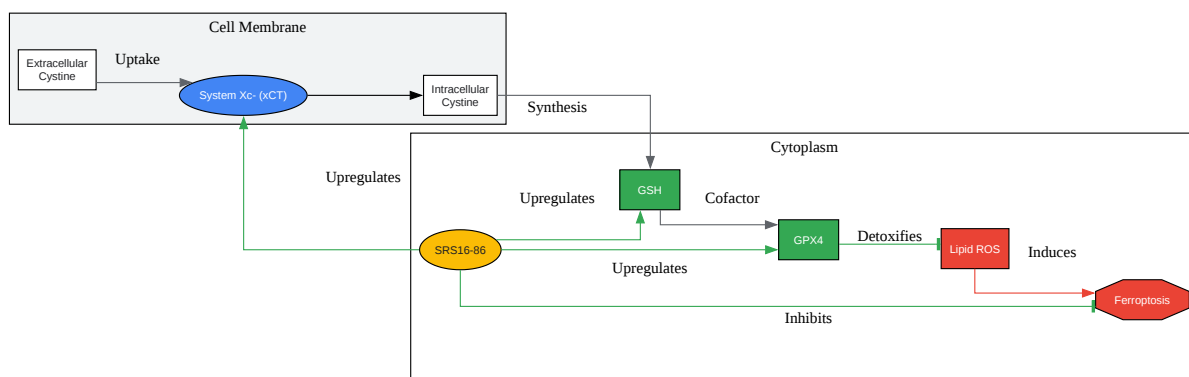 Cell Membrane
Extracellular
Cystine
Uptake
System Xc- (xCT)
Intracellular
Cystine
Synthesis
Cytoplasm
Upregulates
Upregulates
GSH
Cofactor
SRS16-86
GPX4
Detoxifies
Lipid ROS
Induces
Upregulates
Ferroptosis
Inhibits